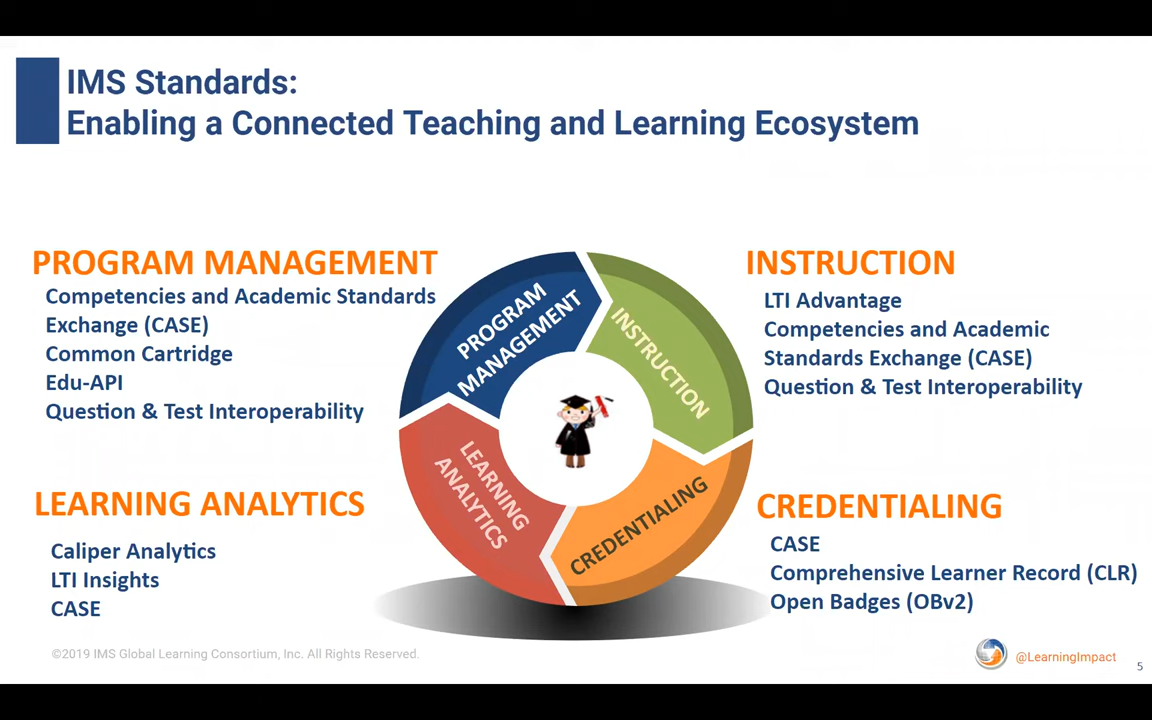 IMS Standards:
Enabling a Connected Teaching and Learning Ecosystem
PROGRAM MANAGEMENT
Competencies and Academic Standards
Exchange (CASE)
Common Cartridge
Edu-API
Question & Test Interoperability
INSTRUCTION
LTI Advantage
Competencies and Academic
Standards Exchange (CASE)
Question & Test Interoperability
PROGRAM
MANAGEMENT
INSTRUCTION
LEARNING
ANALYTICS
CREDENTIALING
LEARNING ANALYTICS
Caliper Analytics
LTI Insights
CASE
CREDENTIALING
CASE
Comprehensive Learner Record (CLR)
Open Badges (OBv2)
©2019 IMS Global Learning Consortium, Inc. All Rights Reserved.
@LearningImpact
5